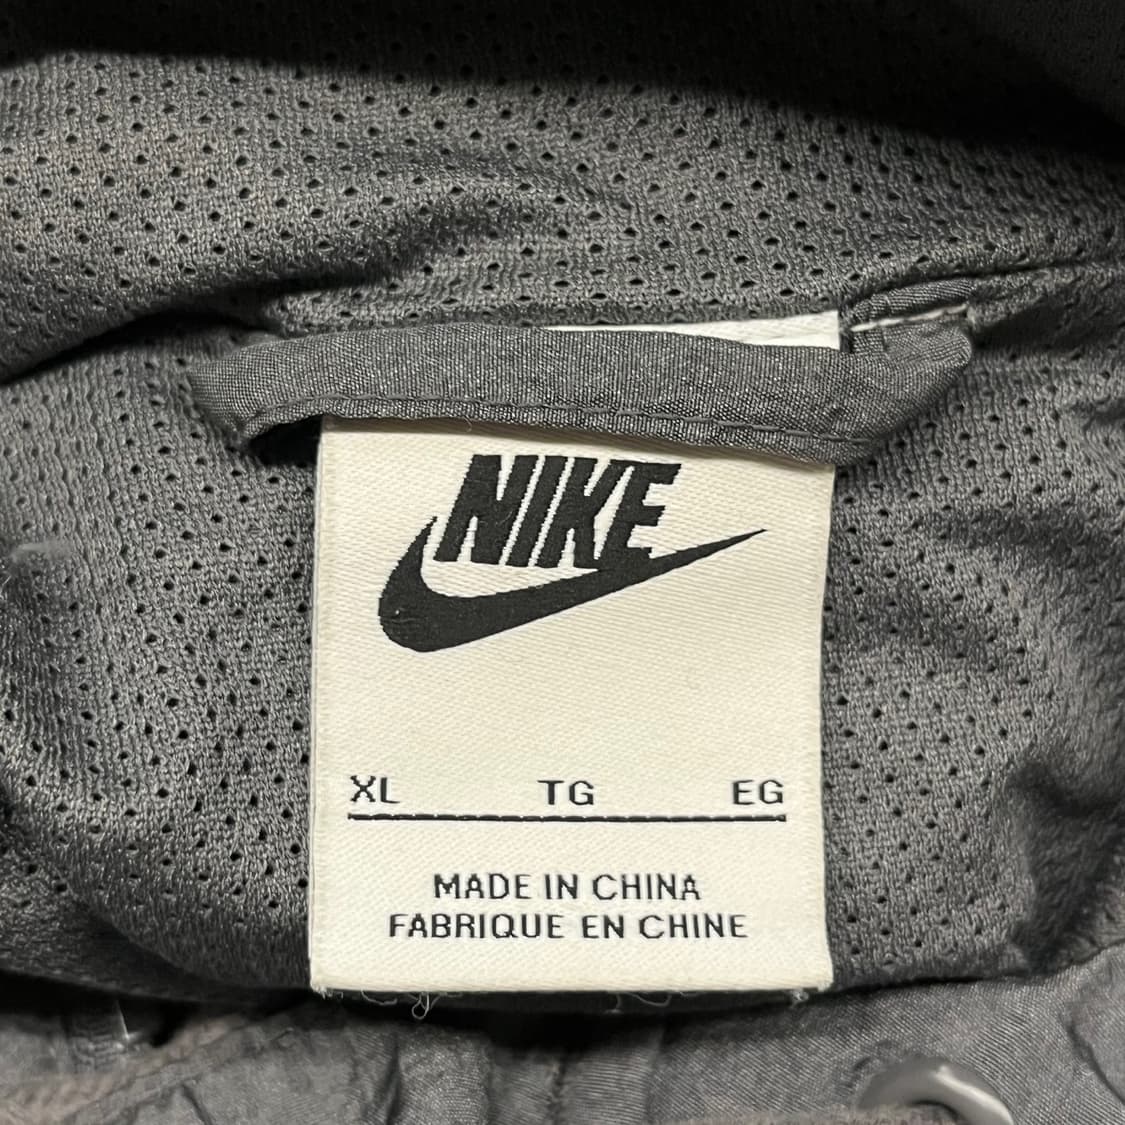 NIKE
XL TG EG
MADE IN CHINA
FABRIQUE EN CHINE